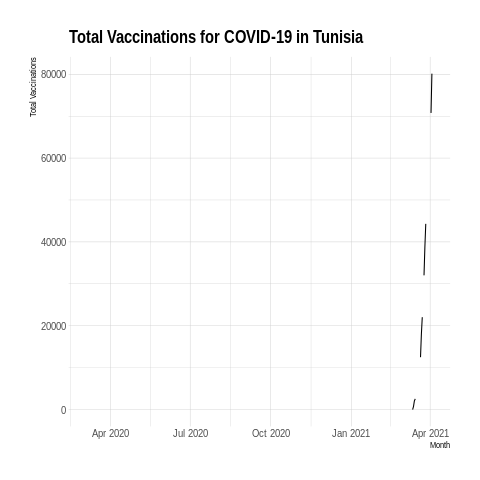 Total Vaccinations for COVID-19 in Tunisia
Total Vaccinations
80000
60000
40000
20000
0
Apr 2020 Jul 2020 Oct 2020 Jan 2021 Apr 2021
Month